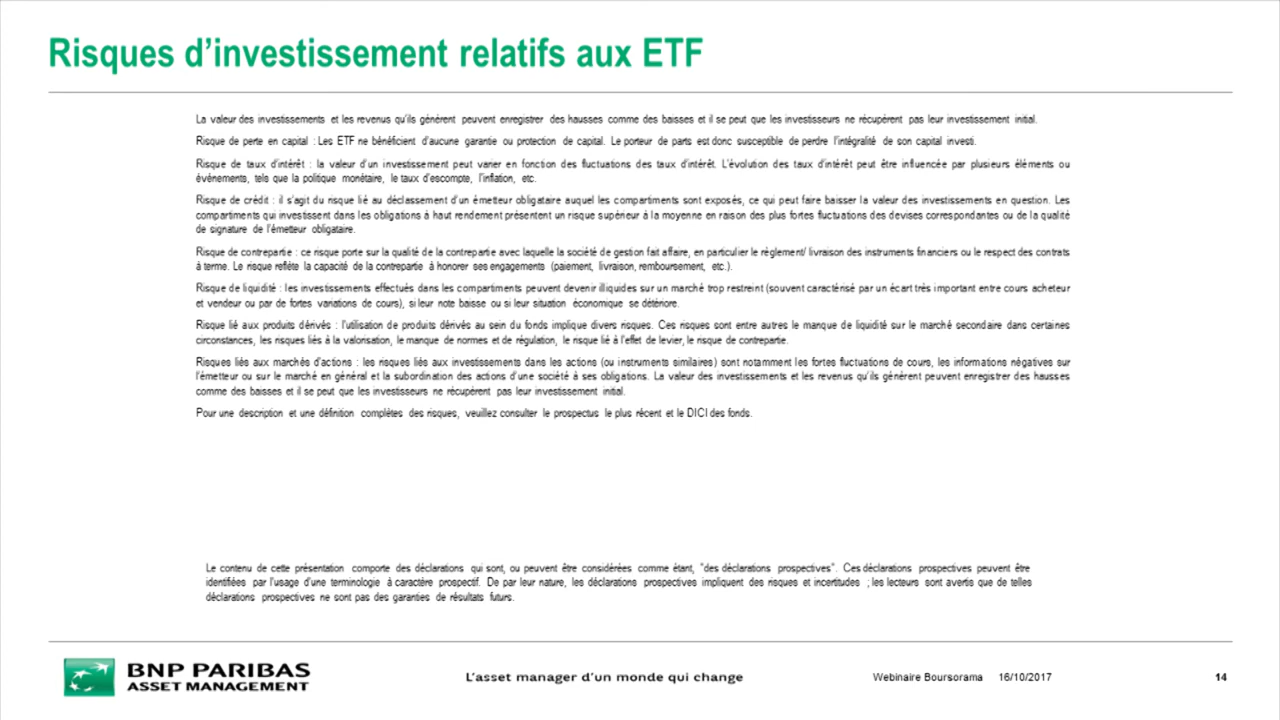 Risques d’investissement relatifs aux ETF
La valeur des investissements et les revenus qu’ils génèrent peuvent enregistrer des hausses comme des baisses et il se peut que les investisseurs ne récupèrent pas leur investissement initial.
Risque de perte en capital : Les ETF ne bénéficient d’aucune garantie ou protection de capital. Le porteur de parts est donc susceptible de perdre l’intégralité de son capital investi.
Risque de taux d’intérêt : la valeur d’un investissement peut varier en fonction des fluctuations des taux d’intérêt. L’évolution des taux d’intérêt peut être influencée par plusieurs éléments ou
événements, tels que la politique monétaire, le taux d’escompte, l’inflation, etc.
Risque de crédit : il s’agit du risque lié au déclassement d’un émetteur obligataire auquel les compartiments sont exposés, ce qui peut faire baisser la valeur des investissements en question. Les
compartiments qui investissent dans les obligations à haut rendement présentent un risque supérieur à la moyenne en raison des plus fortes fluctuations des devises correspondantes ou de la qualité
de signature de l’émetteur obligataire.
Risque de contrepartie : ce risque porte sur la qualité de la contrepartie avec laquelle la société de gestion fait affaire, en particulier le règlement/ livraison des instruments financiers ou le respect des contrats
à terme. Le risque reflète la capacité de la contrepartie à honorer ses engagements (paiement, livraison, remboursement, etc.).
Risque de liquidité : les investissements effectués dans les compartiments peuvent devenir illiquides sur un marché trop restreint (souvent caractérisé par un écart très important entre cours acheteur
et vendeur ou par de fortes variations de cours), si leur note baisse ou si leur situation économique se détériore.
Risque lié aux produits dérivés : l’utilisation de produits dérivés au sein du fonds implique divers risques. Ces risques sont entre autres le manque de liquidité sur le marché secondaire dans certaines
circonstances, les risques liés à la valorisation, le manque de normes et de régulation, le risque lié à l’effet de levier, le risque de contrepartie.
Risques liés aux marchés d’actions : les risques liés aux investissements dans les actions (ou instruments similaires) sont notamment les fortes fluctuations de cours, les informations négatives sur
l’émetteur ou sur le marché en général et la subordination des actions d’une société à ses obligations. La valeur des investissements et les revenus qu’ils génèrent peuvent enregistrer des hausses
comme des baisses et il se peut que les investisseurs ne récupèrent pas leur investissement initial.
Pour une description et une définition complètes des risques, veuillez consulter le prospectus le plus récent et le DICI des fonds.
Le contenu de cette présentation comporte des déclarations qui sont, ou peuvent être considérées comme étant, "des déclarations prospectives". Ces déclarations prospectives peuvent être
identifiées par l’usage d’une terminologie à caractère prospectif. De par leur nature, les déclarations prospectives impliquent des risques et incertitudes ; les lecteurs sont avertis que de telles
déclarations prospectives ne sont pas des garanties de résultats futurs.
BNP PARIBAS
ASSET MANAGEMENT
L’asset manager d’un monde qui change
Webinaire Boursorama 16/10/2017
14